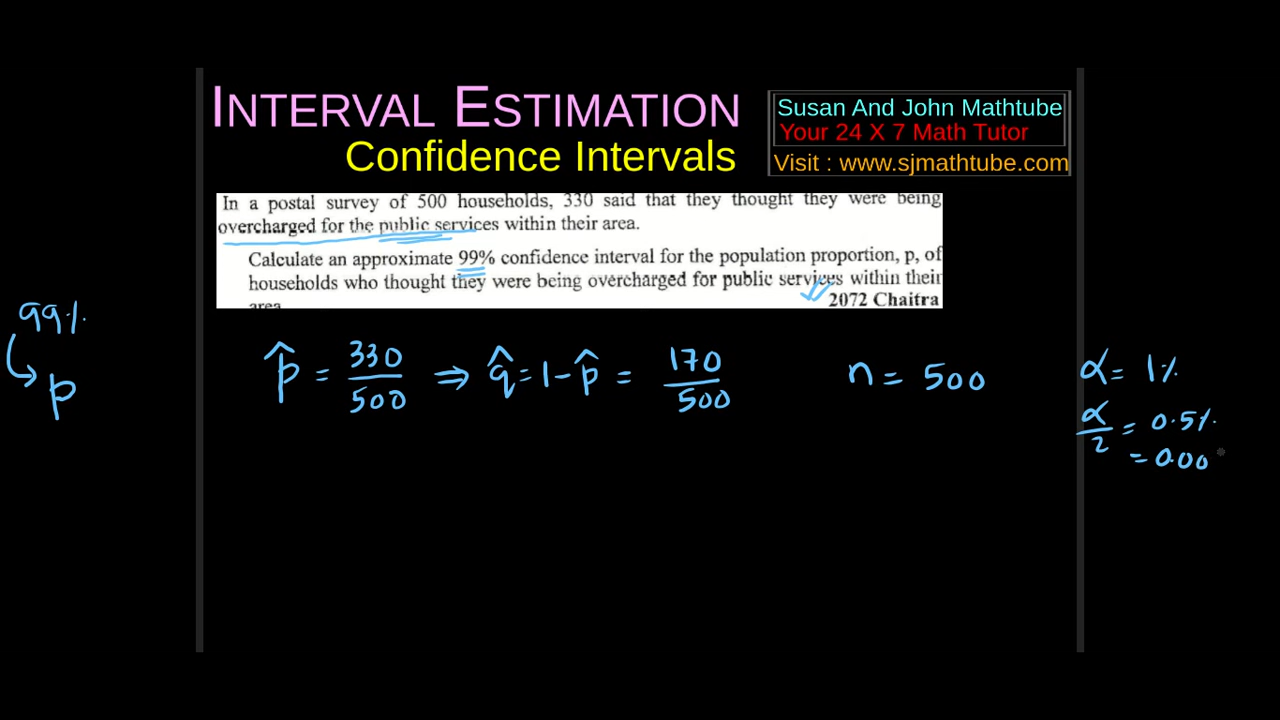 INTERVAL ESTIMATION
Confidence Intervals
Susan And John Mathtube
Your 24 X 7 Math Tutor
Visit : www.sjmathtube.com
In a postal survey of 500 households, 330 said that they thought they were being
overcharged for the public services within their area.
Calculate an approximate 99% confidence interval for the population proportion, p, of
households who thought they were being overcharged for public services within their
area
2072 Chaitra
99%
p
p̂ = 330/500 ⇒ q̂ = 1 - p̂ = 170/500
n = 500
α = 1%
α/2 = 0.5%
= 0.00